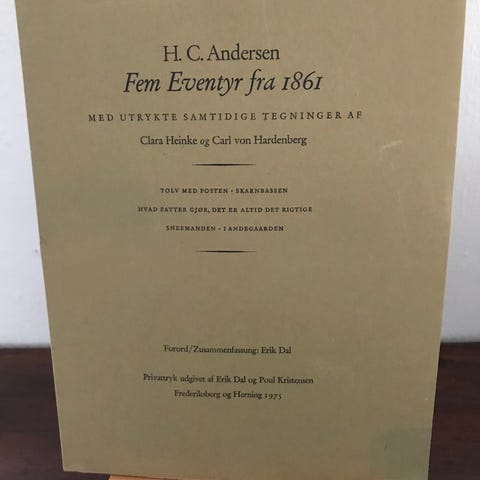 H. C. Andersen
Fem Eventyr fra 1861
MED UTRYKTE SAMTIDIGE TEGNINGER AF
Clara Heinke og Carl von Hardenberg
TOLV MED POSTEN · SKARNBASSEN
HVAD FATTER GJØR, DET ER ALTID DET RIGTIGE
SNEEMANDEN · I ANDEGAARDEN
Forord/Zusammenfassung: Erik Dal
Privattryk udgivet af Erik Dal og Poul Kristensen
Frederiksberg og Herning 1975